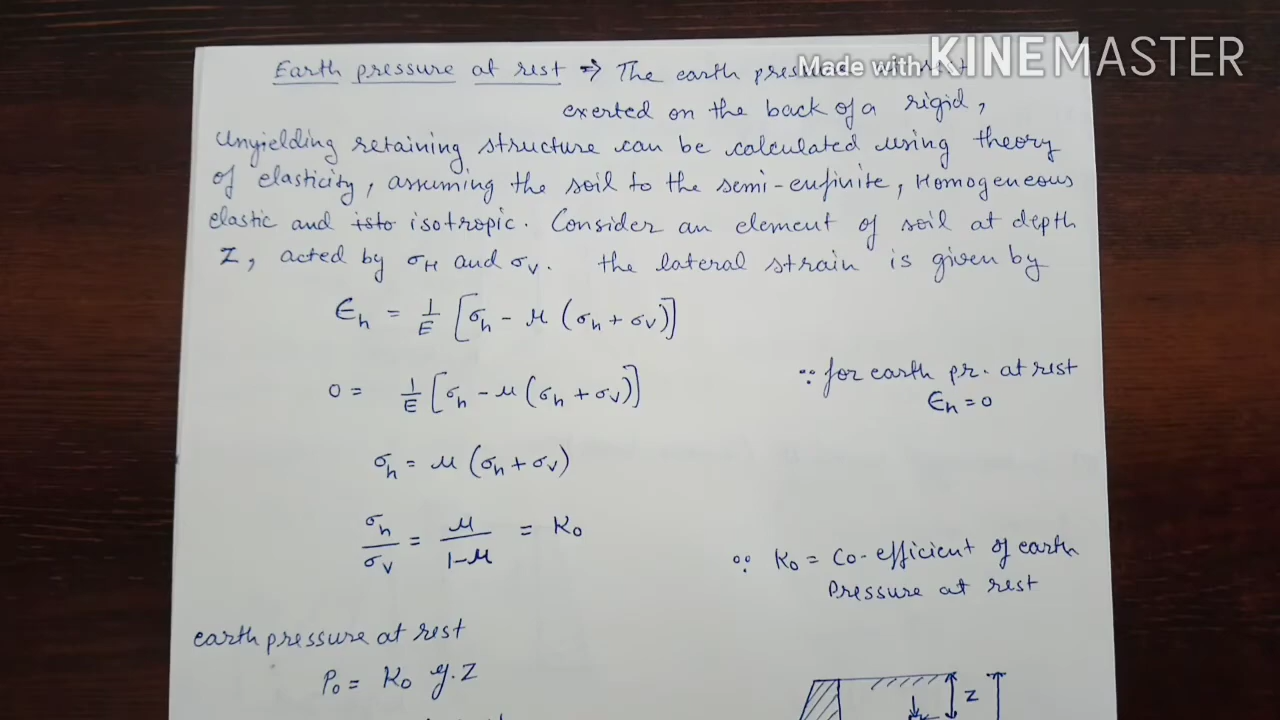 Made with KINEMASTER
Earth pressure at rest ⇒ The earth pressure
exerted on the back of a rigid,
Unyielding retaining structure can be calculated using theory
of elasticity, assuming the soil to the semi-enfinite, Homogeneous
elastic and isto isotropic. Consider an element of soil at depth
Z, acted by σH and σv. the lateral strain is given by
Єh = 1/E [σh - μ (σh + σv)]
0 = 1/E [σh - μ (σh + σv)]
∵ for earth pr. at rest
Єh = 0
σh = μ (σh + σv)
σh/σv = μ/1-μ = K0
∵ K0 = Co-efficient of earth
Pressure at rest
earth pressure at rest
P0 = K0 γ.Z
Z